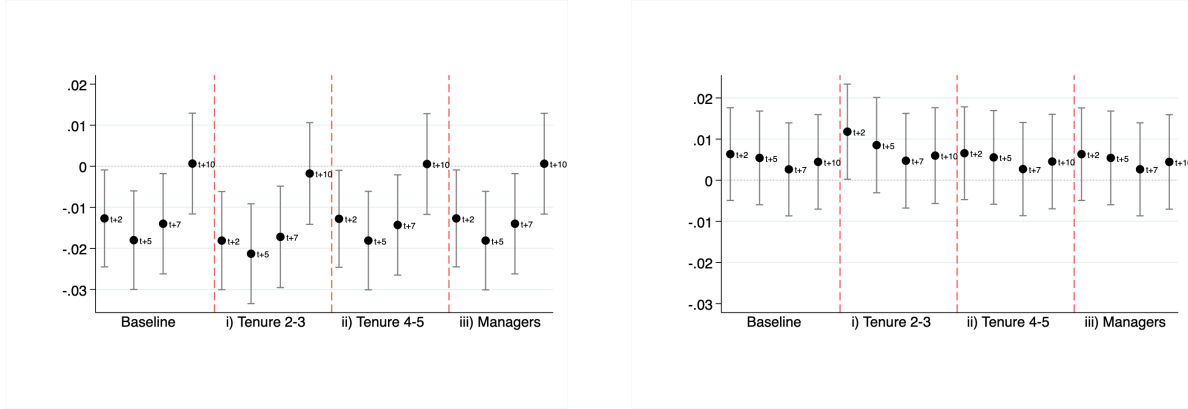 .02
.01
0
-.01
-.02
-.03
t+2
t+5
t+7
t+10
t+2
t+5
t+7
t+10
t+2
t+5
t+7
t+10
t+2
t+5
t+7
t+10
Baseline
i) Tenure 2-3
ii) Tenure 4-5
iii) Managers
.02
.01
0
-.01
-.02
-.03
t+2
t+5
t+7
t+10
t+2
t+5
t+7
t+10
t+2
t+5
t+7
t+10
t+2
t+5
t+7
t+1
Baseline
i) Tenure 2-3
ii) Tenure 4-5
iii) Managers